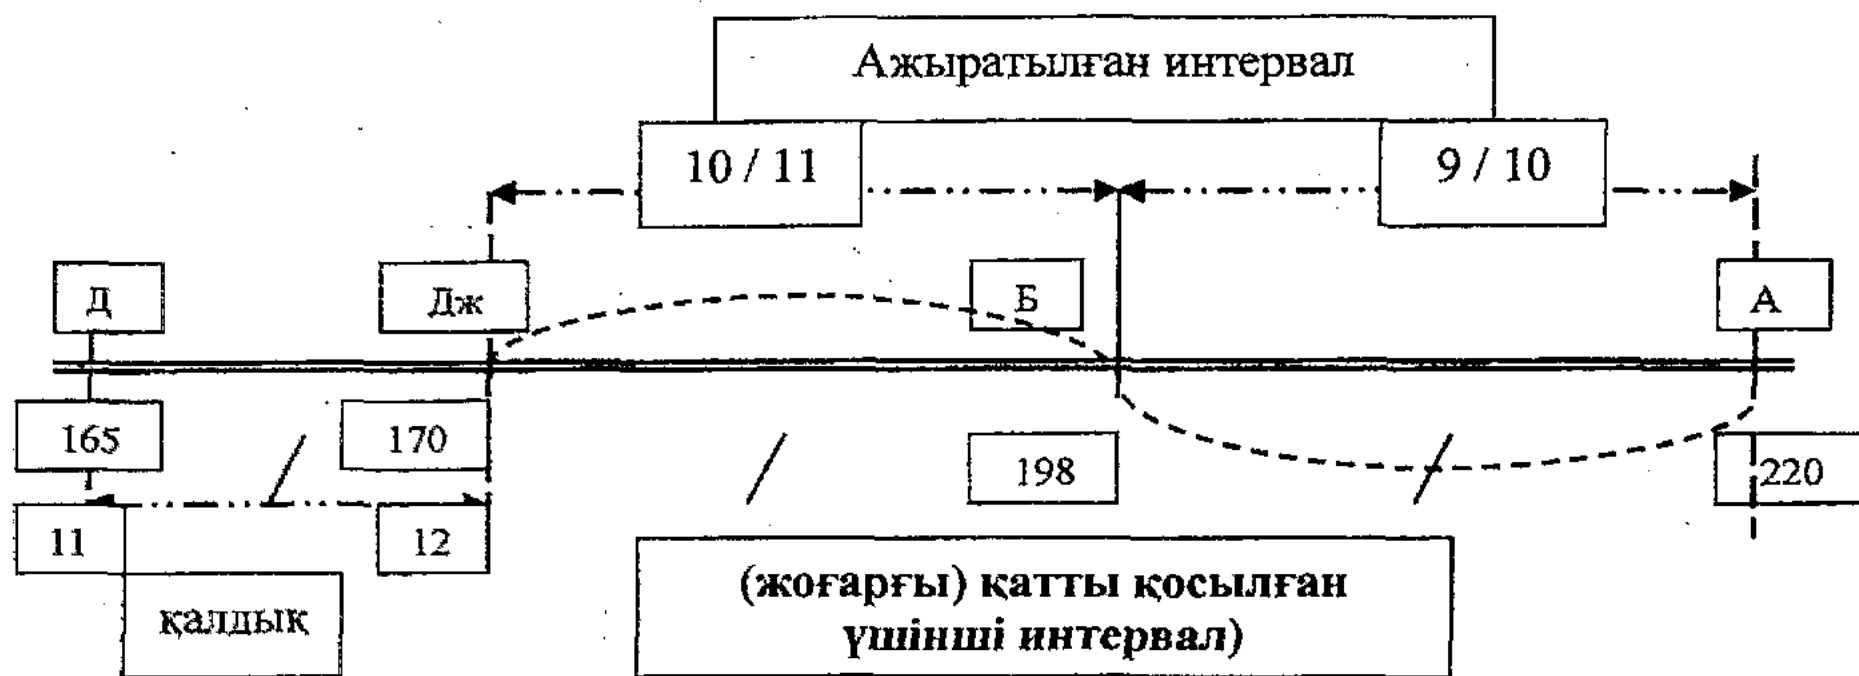 Ажыратылған интервал
10 / 11
9 / 10
Д
Дж
Б
А
165
170
198
220
11
12
қалдық
(жоғарғы) қатты қосылған
үшінші интервал)